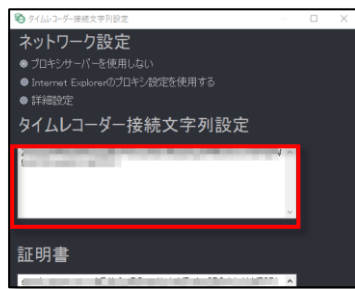 タイムレコーダー接続文字列設定
ネットワーク設定
プロキシサーバーを使用しない
Internet Explorerのプロキシ設定を使用する
詳細設定
タイムレコーダー接続文字列設定
証明書